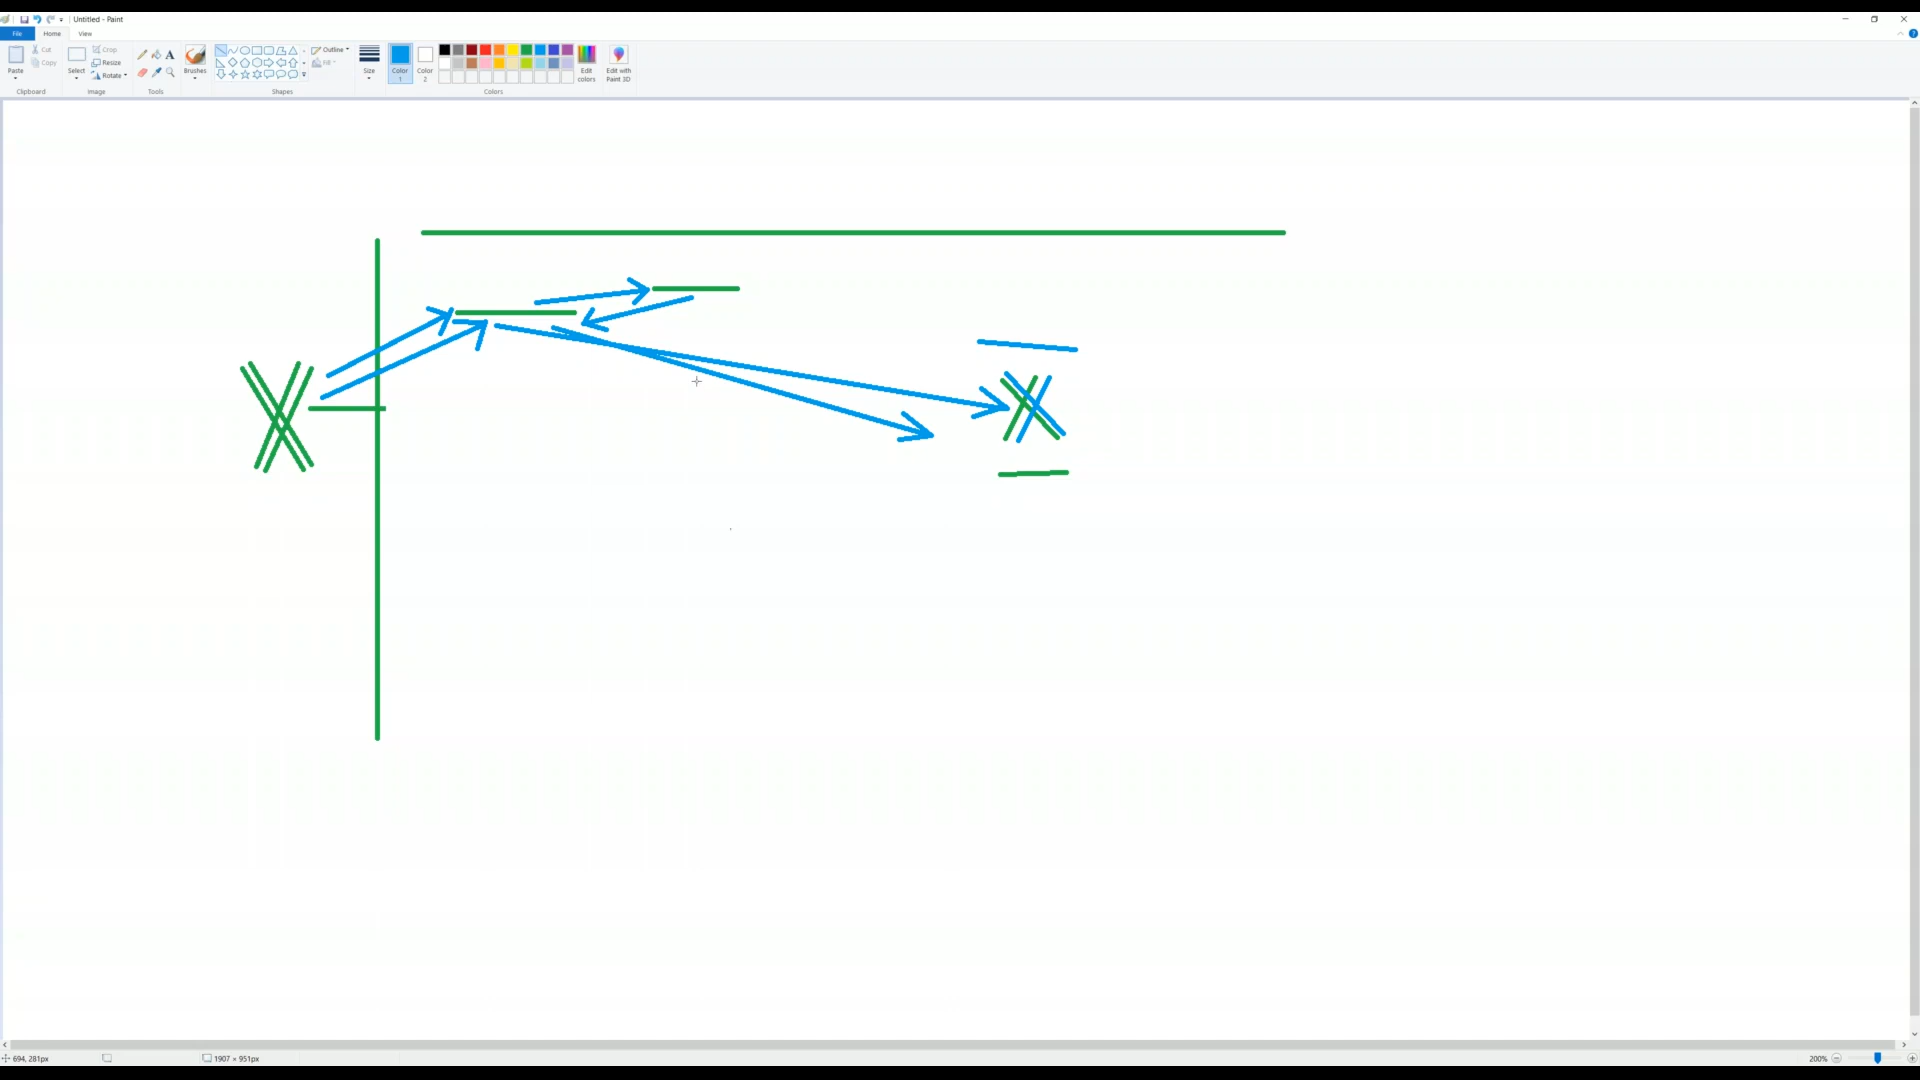 Untitled - Paint
File Home View
Paste
Cut
Copy
Clipboard
Select
Crop
Resize
Rotate
Image
Tools
Brushes
Outline
Fill
Shapes
Size
Color 1
Color 2
Edit colors
Edit with Paint 3D
Colors
694, 281px
1907 × 951px
200%